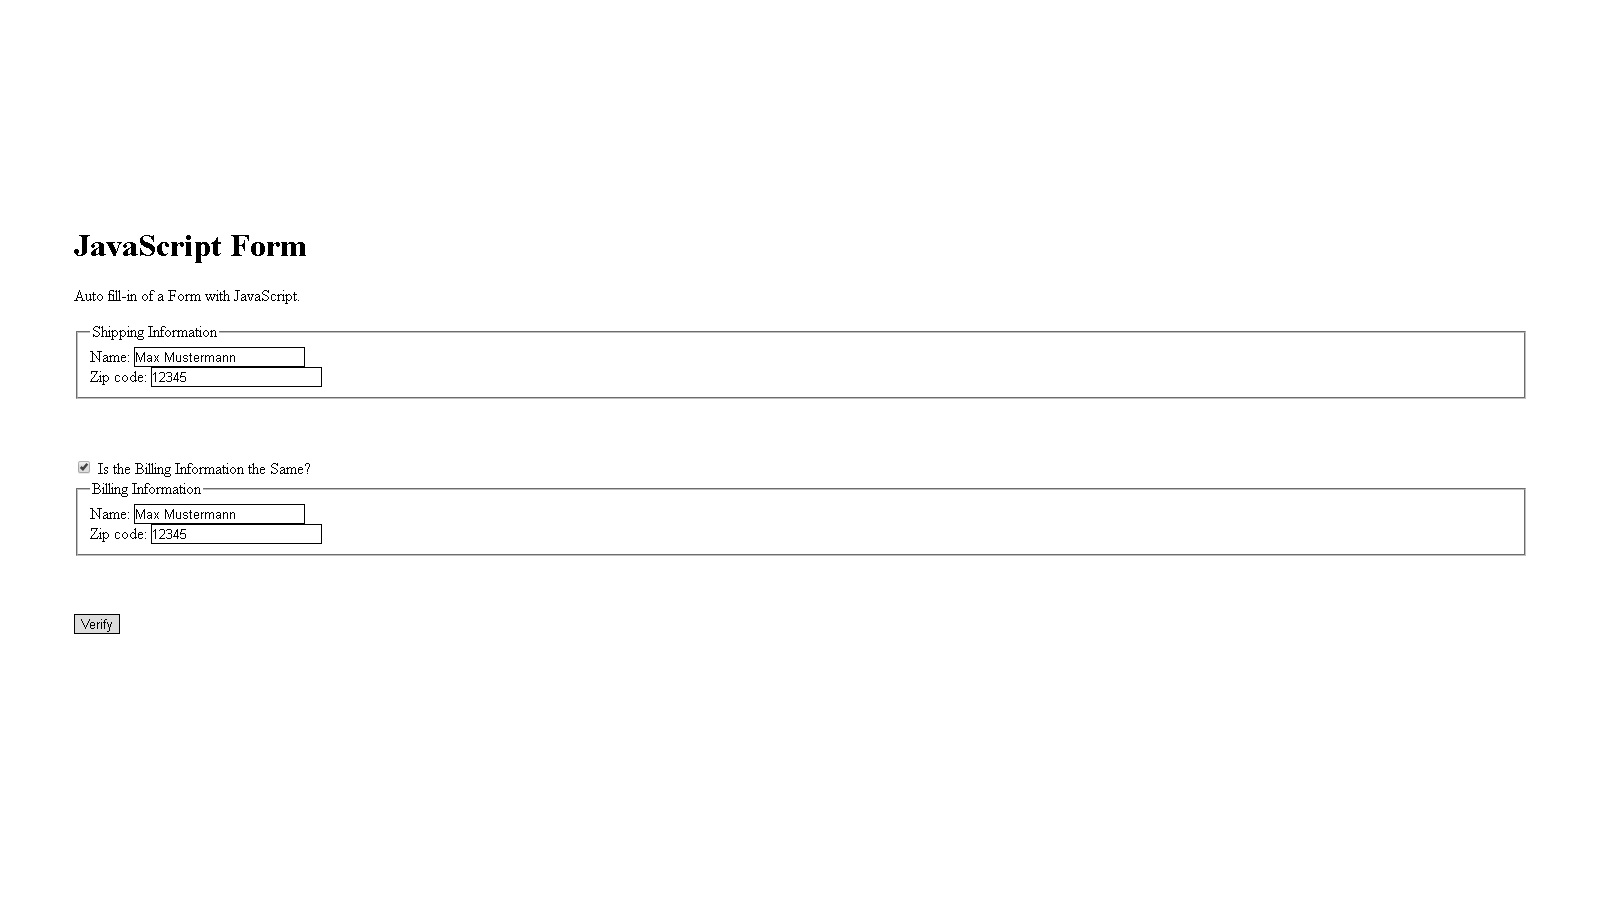 JavaScript Form
Auto fill-in of a Form with JavaScript.
Shipping Information
Name: Max Mustermann
Zip code: 12345
Is the Billing Information the Same?
Billing Information
Name: Max Mustermann
Zip code: 12345
Verify